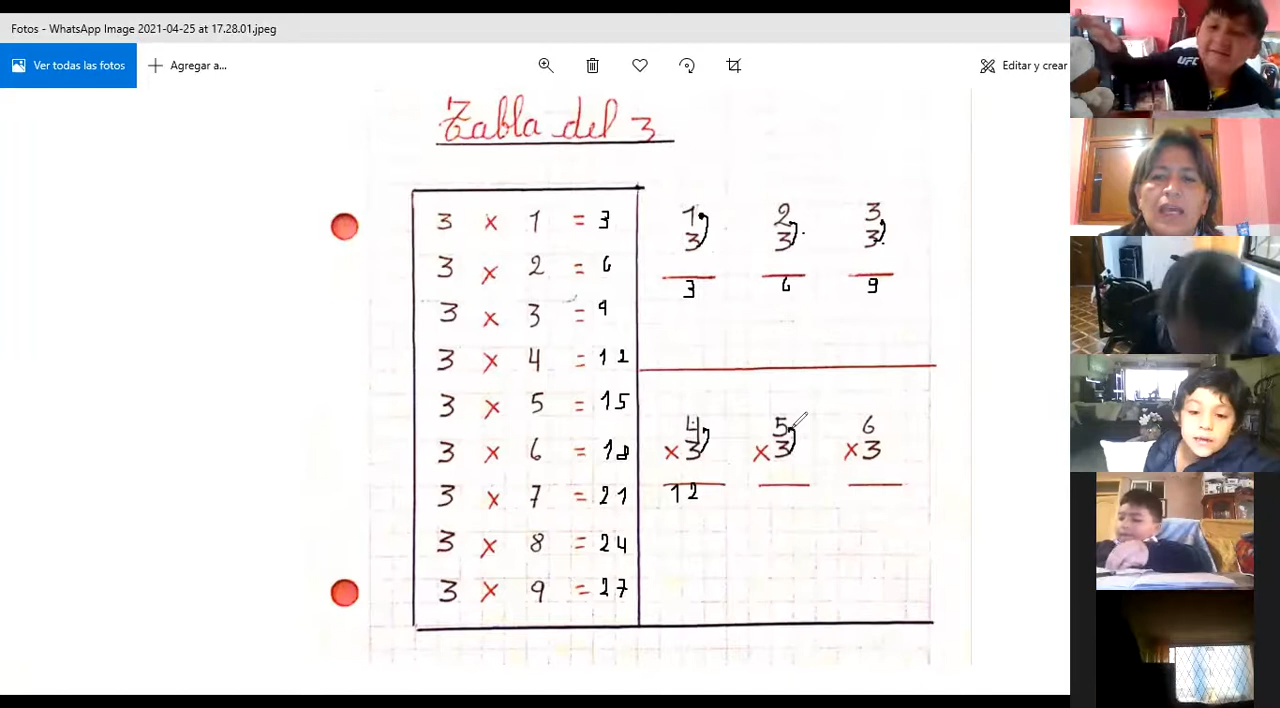 Fotos - WhatsApp Image 2021-04-25 at 17.28.01.jpeg
Ver todas las fotos
Agregar a...
Editar y crear
Tabla del 3
3 x 1 = 3
3 x 2 = 6
3 x 3 = 9
3 x 4 = 12
3 x 5 = 15
3 x 6 = 18
3 x 7 = 21
3 x 8 = 24
3 x 9 = 27
1 2 3
3 3 3
3 6 9
4 5 6
x 3 x 3 x 3
12
UFC